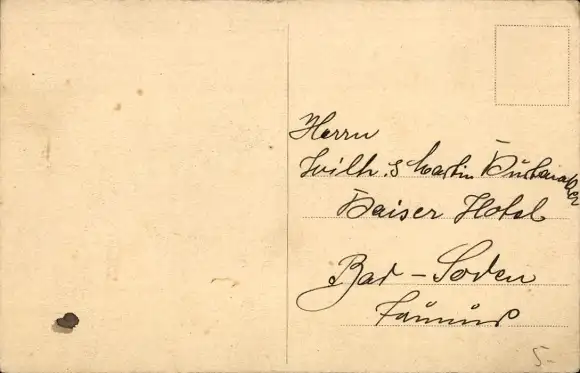 Herrn
Wilh. & Martin
Kaiser Hotel
Bad-Soden
Taunus
5-